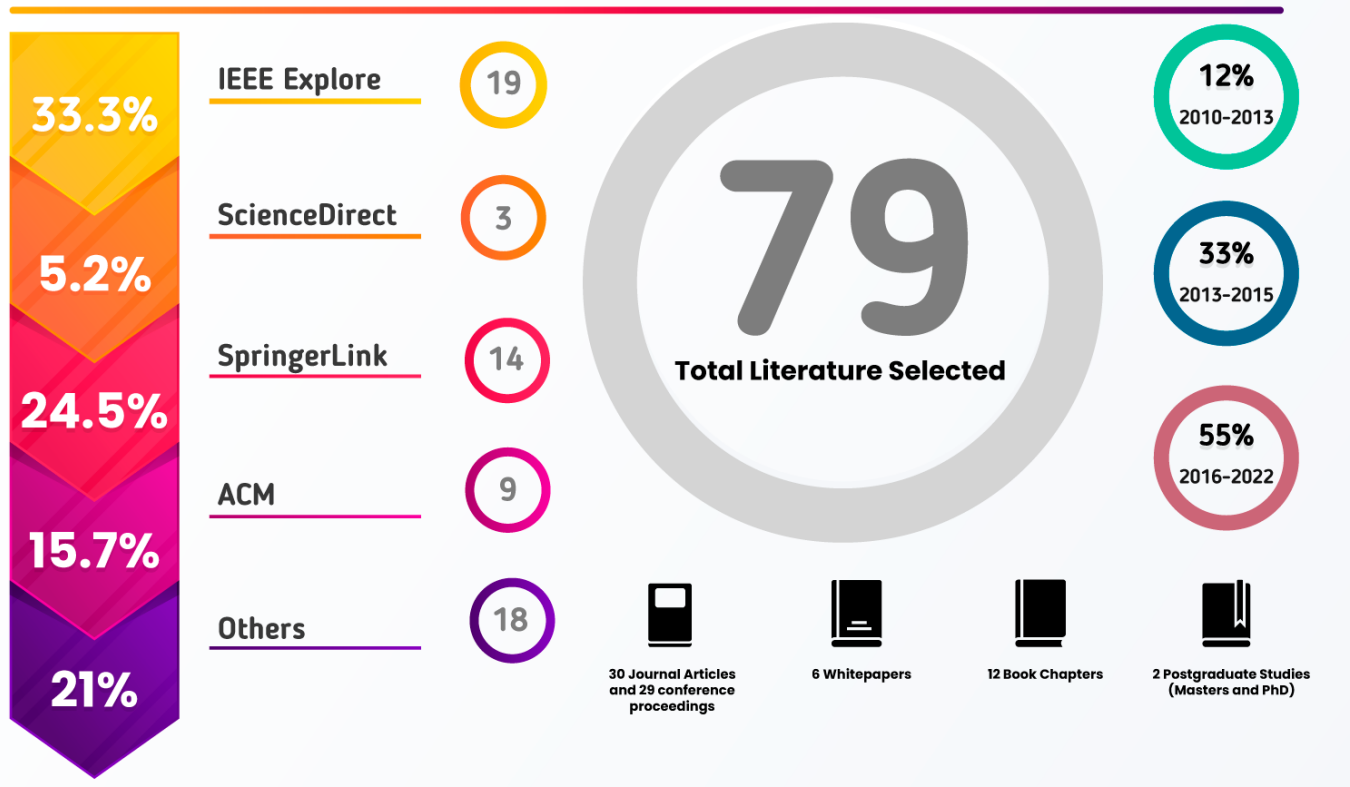 33.3%
IEEE Explore
19
5.2%
ScienceDirect
3
24.5%
SpringerLink
14
15.7%
ACM
9
21%
Others
18
79
Total Literature Selected
12%
2010-2013
33%
2013-2015
55%
2016-2022
30 Journal Articles
and 29 conference
proceedings
6 Whitepapers
12 Book Chapters
2 Postgraduate Studies
(Masters and PhD)